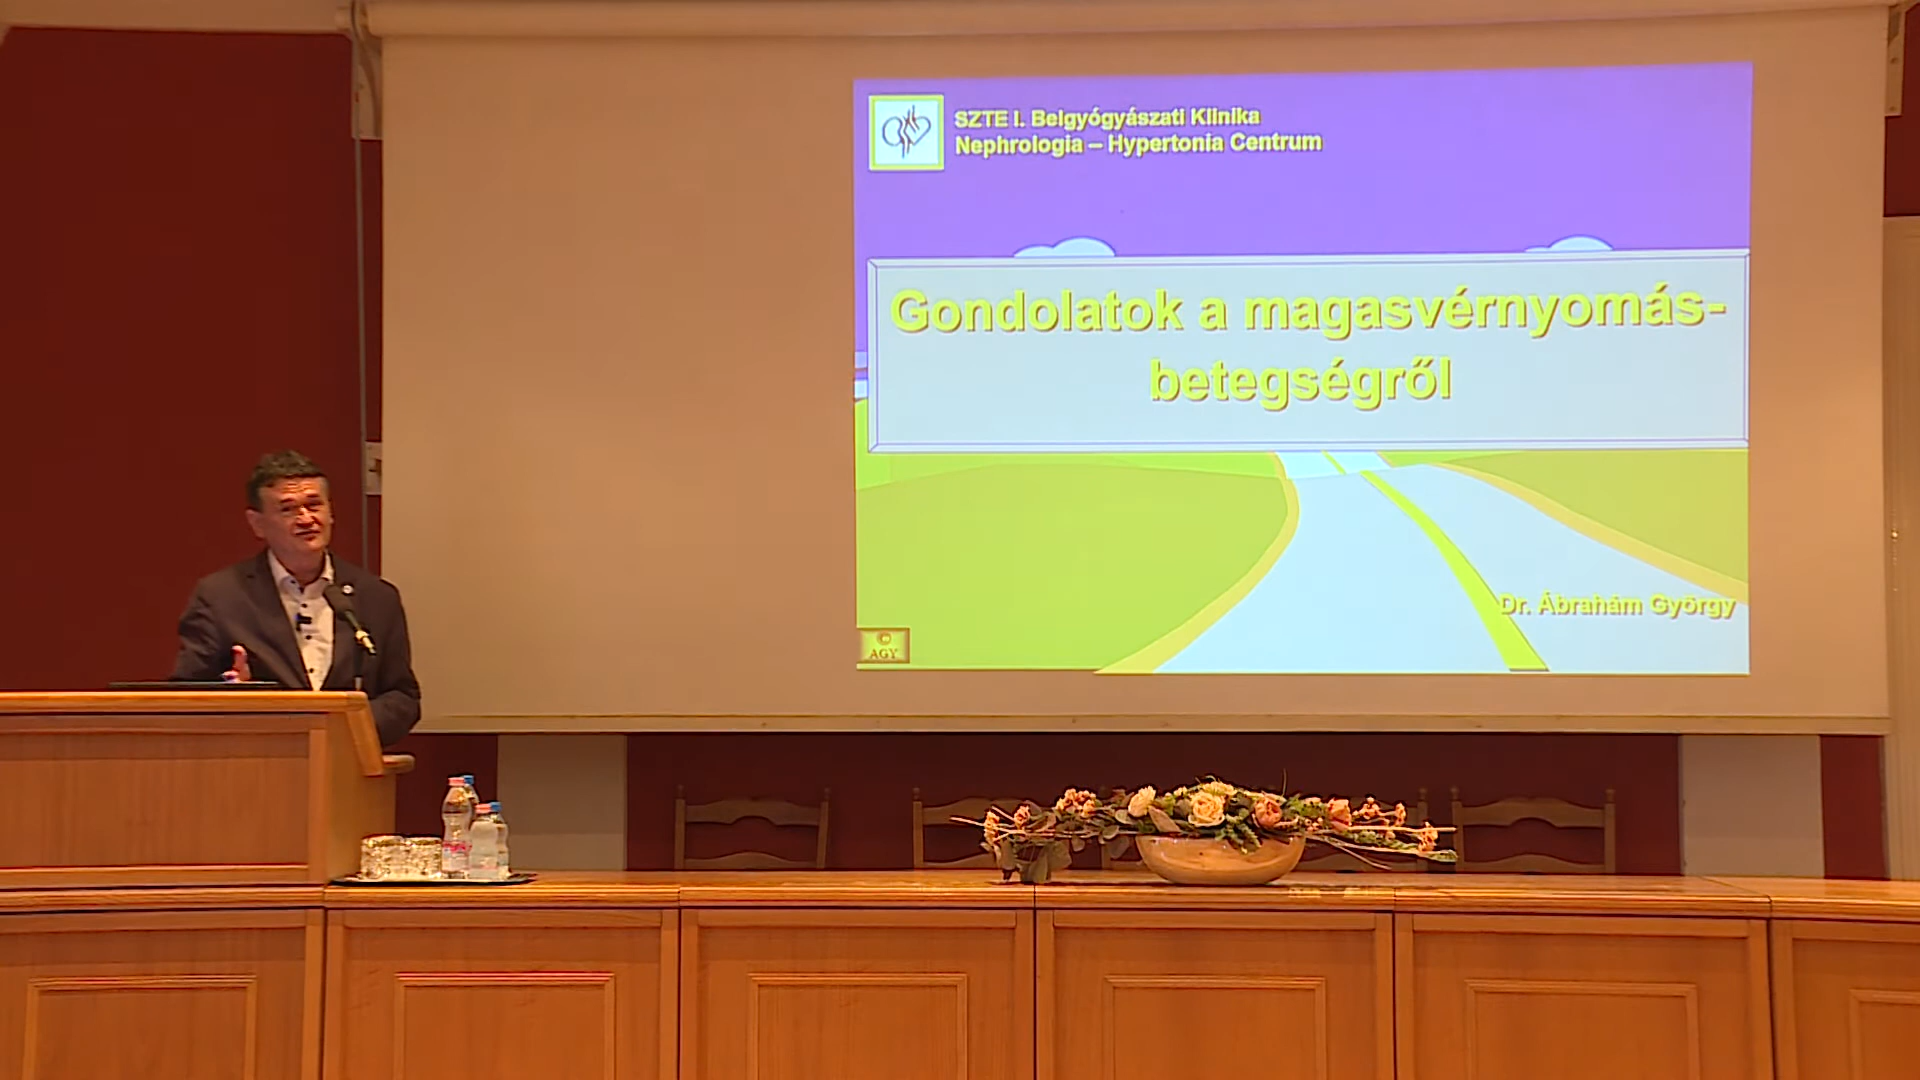 SZTE I. Belgyógyászati Klinika
Nephrologia – Hypertonia Centrum
Gondolatok a magasvérnyomás-
betegségről
Dr. Ábrahám György
AGY